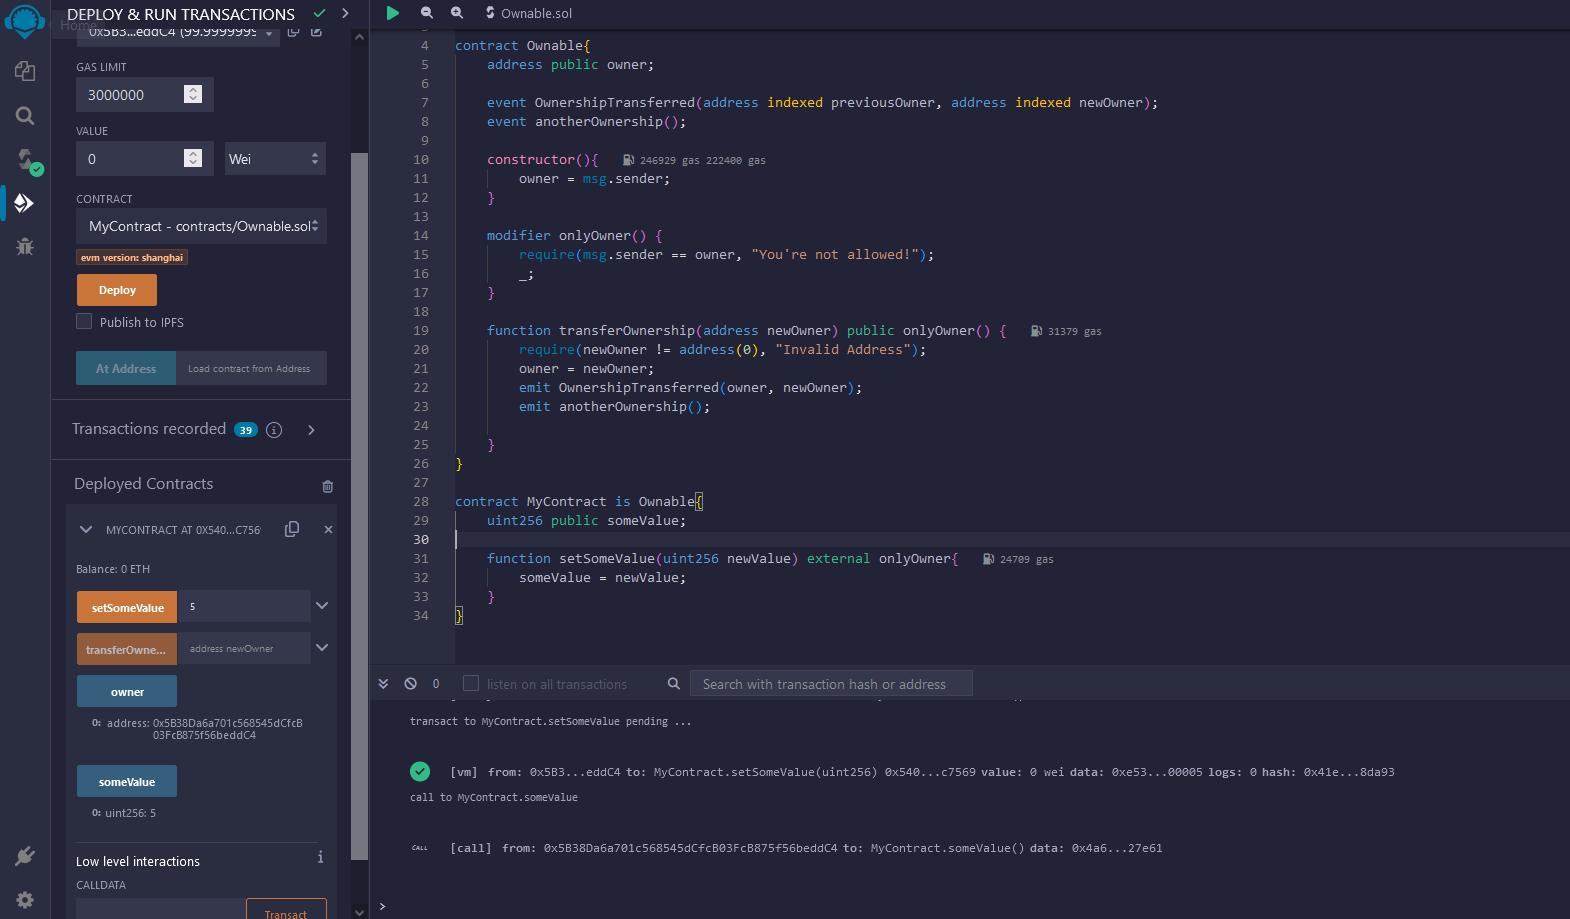 DEPLOY & RUN TRANSACTIONS
Home
0x5B3...eddC4 (99.9999999
GAS LIMIT
3000000
VALUE
0
Wei
CONTRACT
MyContract - contracts/Ownable.sol
evm version: shanghai
Deploy
Publish to IPFS
At Address
Load contract from Address
Transactions recorded 39
Deployed Contracts
MYCONTRACT AT 0X540...C756
Balance: 0 ETH
setSomeValue 5
transferOwne... address newOwner
owner
0: address: 0x5B38Da6a701c568545dCfcB
03FcB875f56beddC4
someValue
0: uint256: 5
Low level interactions
CALLDATA
Transact
Ownable.sol
4 contract Ownable{
5 address public owner;
6
7 event OwnershipTransferred(address indexed previousOwner, address indexed newOwner);
8 event anotherOwnership();
9
10 constructor(){ 246929 gas 222400 gas
11 owner = msg.sender;
12 }
13
14 modifier onlyOwner() {
15 require(msg.sender == owner, "You're not allowed!");
16 _;
17 }
18
19 function transferOwnership(address newOwner) public onlyOwner() { 31379 gas
20 require(newOwner != address(0), "Invalid Address");
21 owner = newOwner;
22 emit OwnershipTransferred(owner, newOwner);
23 emit anotherOwnership();
24
25 }
26 }
27
28 contract MyContract is Ownable{
29 uint256 public someValue;
30
31 function setSomeValue(uint256 newValue) external onlyOwner{ 24709 gas
32 someValue = newValue;
33 }
34 }
0 listen on all transactions Search with transaction hash or address
transact to MyContract.setSomeValue pending ...
[vm] from: 0x5B3...eddC4 to: MyContract.setSomeValue(uint256) 0x540...c7569 value: 0 wei data: 0xe53...00005 logs: 0 hash: 0x41e...8da93
call to MyContract.someValue
CALL [call] from: 0x5B38Da6a701c568545dCfcB03FcB875f56beddC4 to: MyContract.someValue() data: 0x4a6...27e61
>